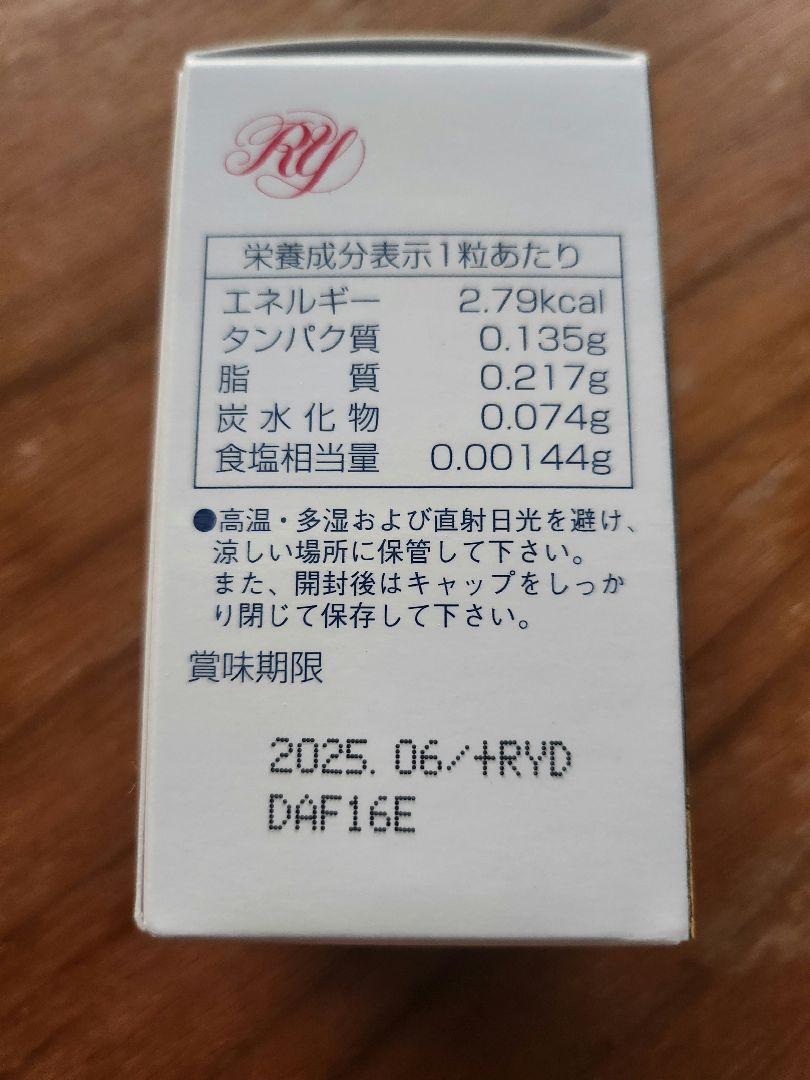 RY
栄養成分表示1粒あたり
エネルギー 2.79kcal
タンパク質 0.135g
脂質 0.217g
炭水化物 0.074g
食塩相当量 0.00144g
●高温・多湿および直射日光を避け、
涼しい場所に保管して下さい。
また、開封後はキャップをしっか
り閉じて保存して下さい。
賞味期限
2025.06/+RYD
DAF16E